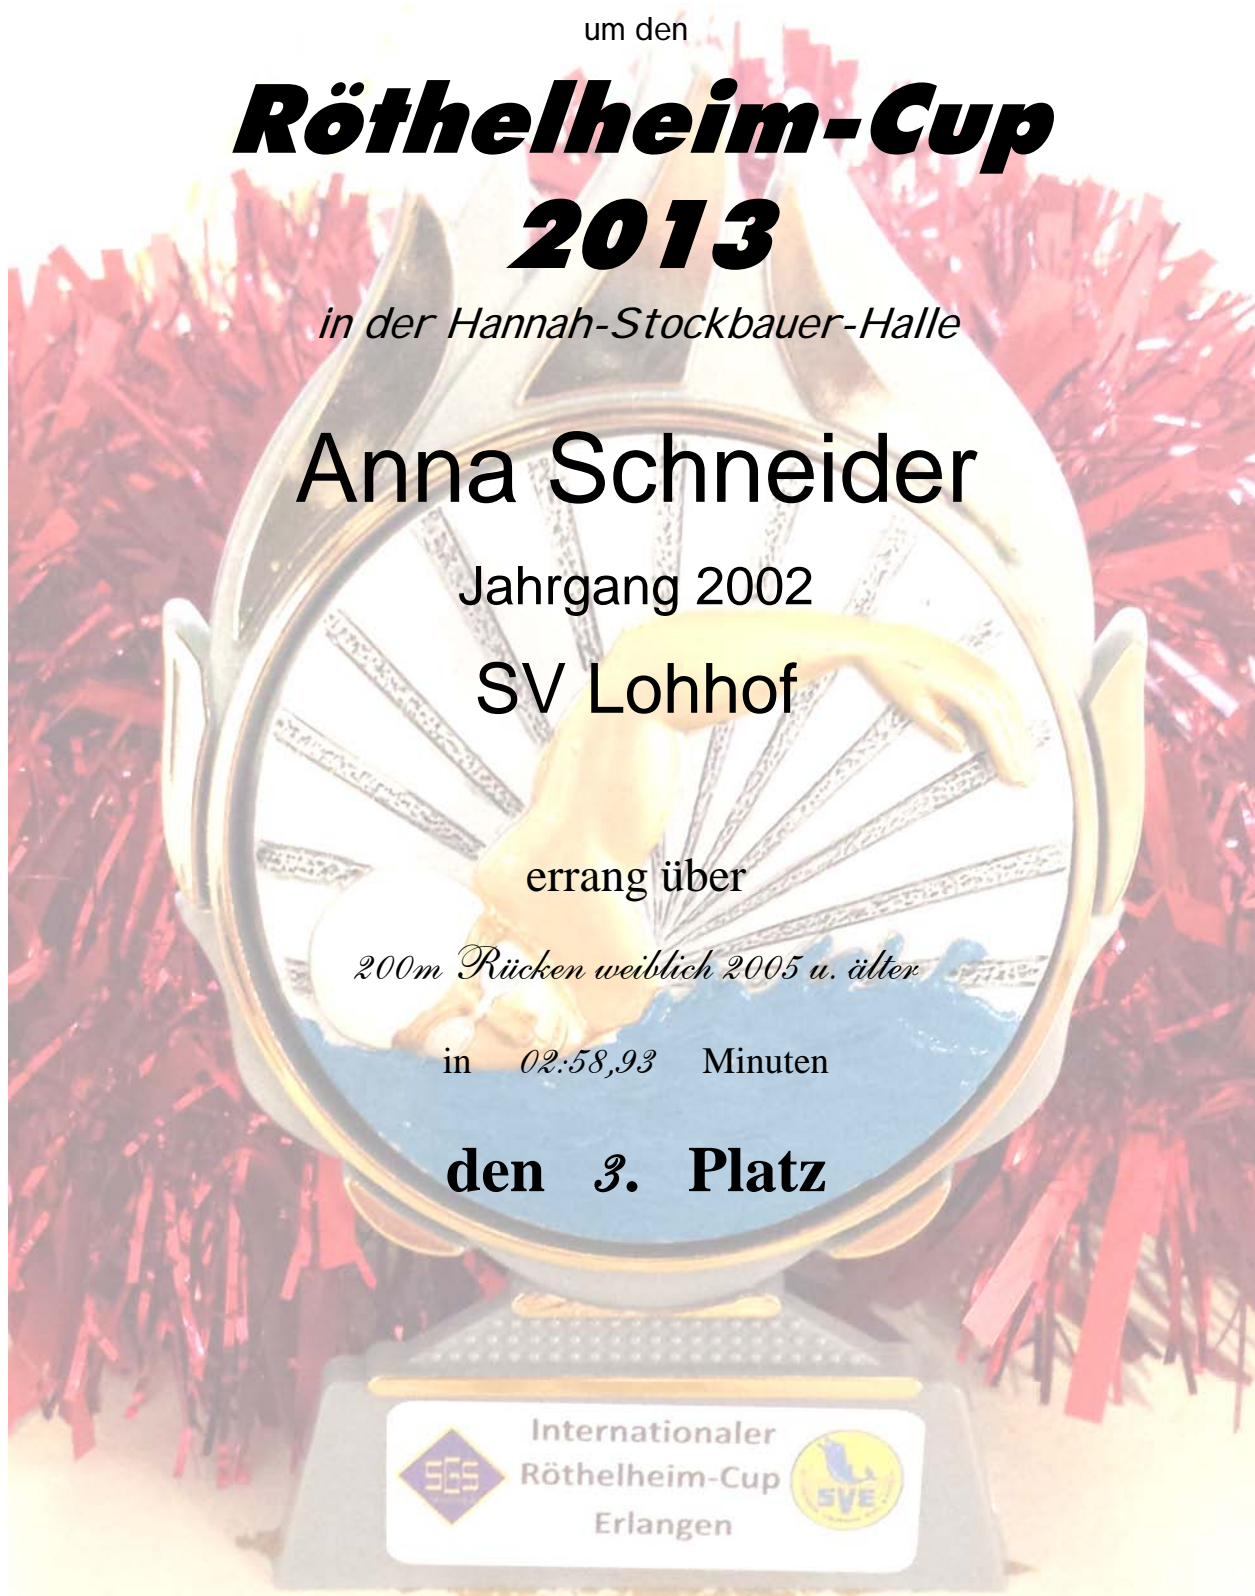 um den
Röthelheim-Cup
2013
in der Hannah-Stockbauer-Halle
Anna Schneider
Jahrgang 2002
SV Lohhof
errang über
200m Rücken weiblich 2005 u. älter
in 02:58,93 Minuten
den 3. Platz
Internationaler
SGS Röthelheim-Cup SVE
Erlangen